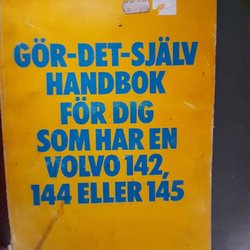 GÖR-DET-SJÄLV
HANDBOK
FÖR DIG
SOM HAR EN
VOLVO 142,
144 ELLER 145